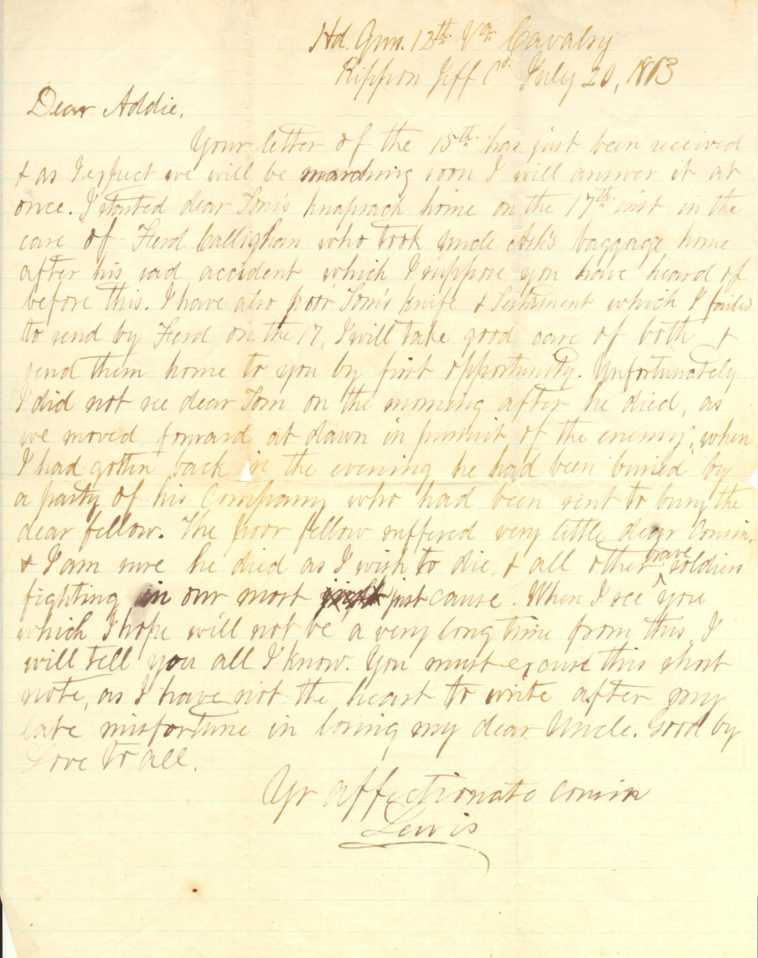 Hd. Qrs. 12th Va Cavalry
Rippon Jeff Co. July 20, 1863
Dear Addie,
Your letter of the 15th has just been received
& as I expect we will be marching soon I will answer it at
once. I started dear Tom's knapsack home on the 17th inst in the
care of Ferd Callighan who took Uncle Ash's baggage home
after his sad accident which I suppose you have heard of
before this. I have also poor Tom's knife & Testament which I failed
to send by Ferd on the 17, I will take good care of both &
send them home to you by first opportunity. Unfortunately
I did not see dear Tom on the morning after he died, as
we moved forward at dawn in pursuit of the enemy; when
I had gotten back in the evening he had been buried by
a party of his Company who had been sent to bury the
dear fellow. The poor fellow suffered very little dear Cousin,
& I am sure he died as I wish to die, & all other brave soldiers
fighting in our most just cause. When I see you
which I hope will not be a very long time from this I
will tell you all I know. You must excuse this short
note, as I have not the heart to write after my
late misfortune in losing my dear Uncle. Good by
Love to all.
Yr affectionate cousin
Lewis